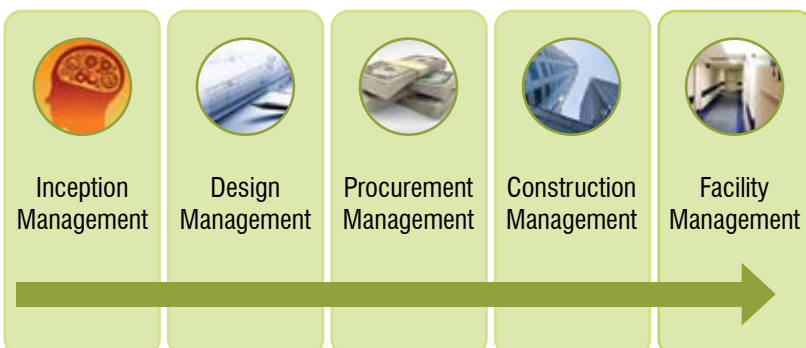 Inception
Management
Design
Management
Procurement
Management
Construction
Management
Facility
Management